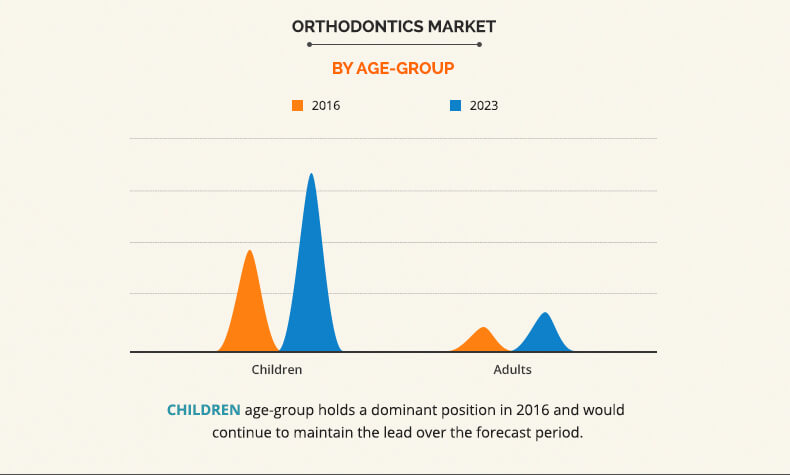 ORTHODONTICS MARKET
BY AGE-GROUP
2016 2023
Children Adults
CHILDREN age-group holds a dominant position in 2016 and would
continue to maintain the lead over the forecast period.